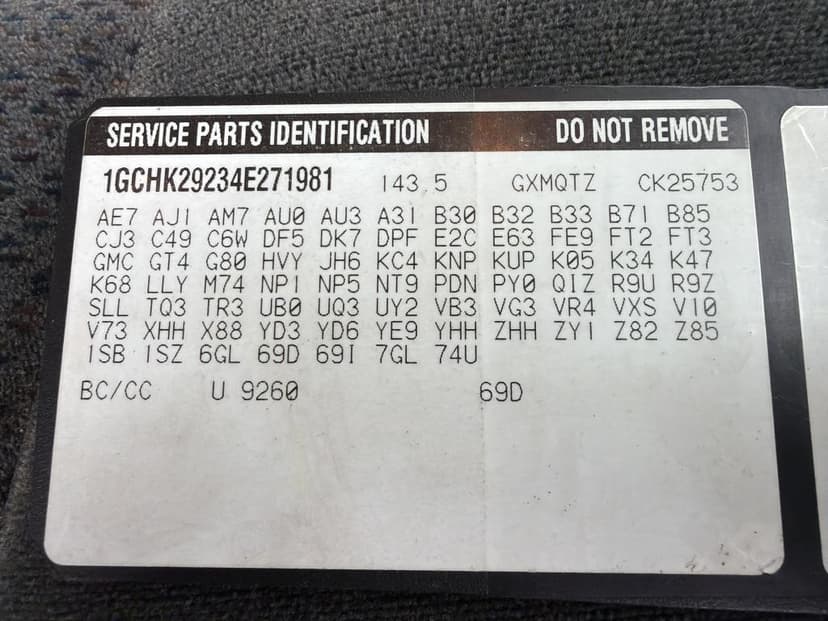 SERVICE PARTS IDENTIFICATION DO NOT REMOVE
1GCHK29234E271981 143.5 GXMQTZ CK25753
AE7 AJ1 AM7 AU0 AU3 A31 B30 B32 B33 B71 B85
CJ3 C49 C6W DF5 DK7 DPF E2C E63 FE9 FT2 FT3
GMC GT4 G80 HVY JH6 KC4 KNP KUP K05 K34 K47
K68 LLY M74 NP1 NP5 NT9 PDN PY0 QIZ R9U R9Z
SLL TQ3 TR3 UB0 UQ3 UY2 VB3 VG3 VR4 VXS V10
V73 XHH X88 YD3 YD6 YE9 YHH ZHH ZY1 Z82 Z85
1SB 1SZ 6GL 69D 69I 7GL 74U
BC/CC U 9260 69D